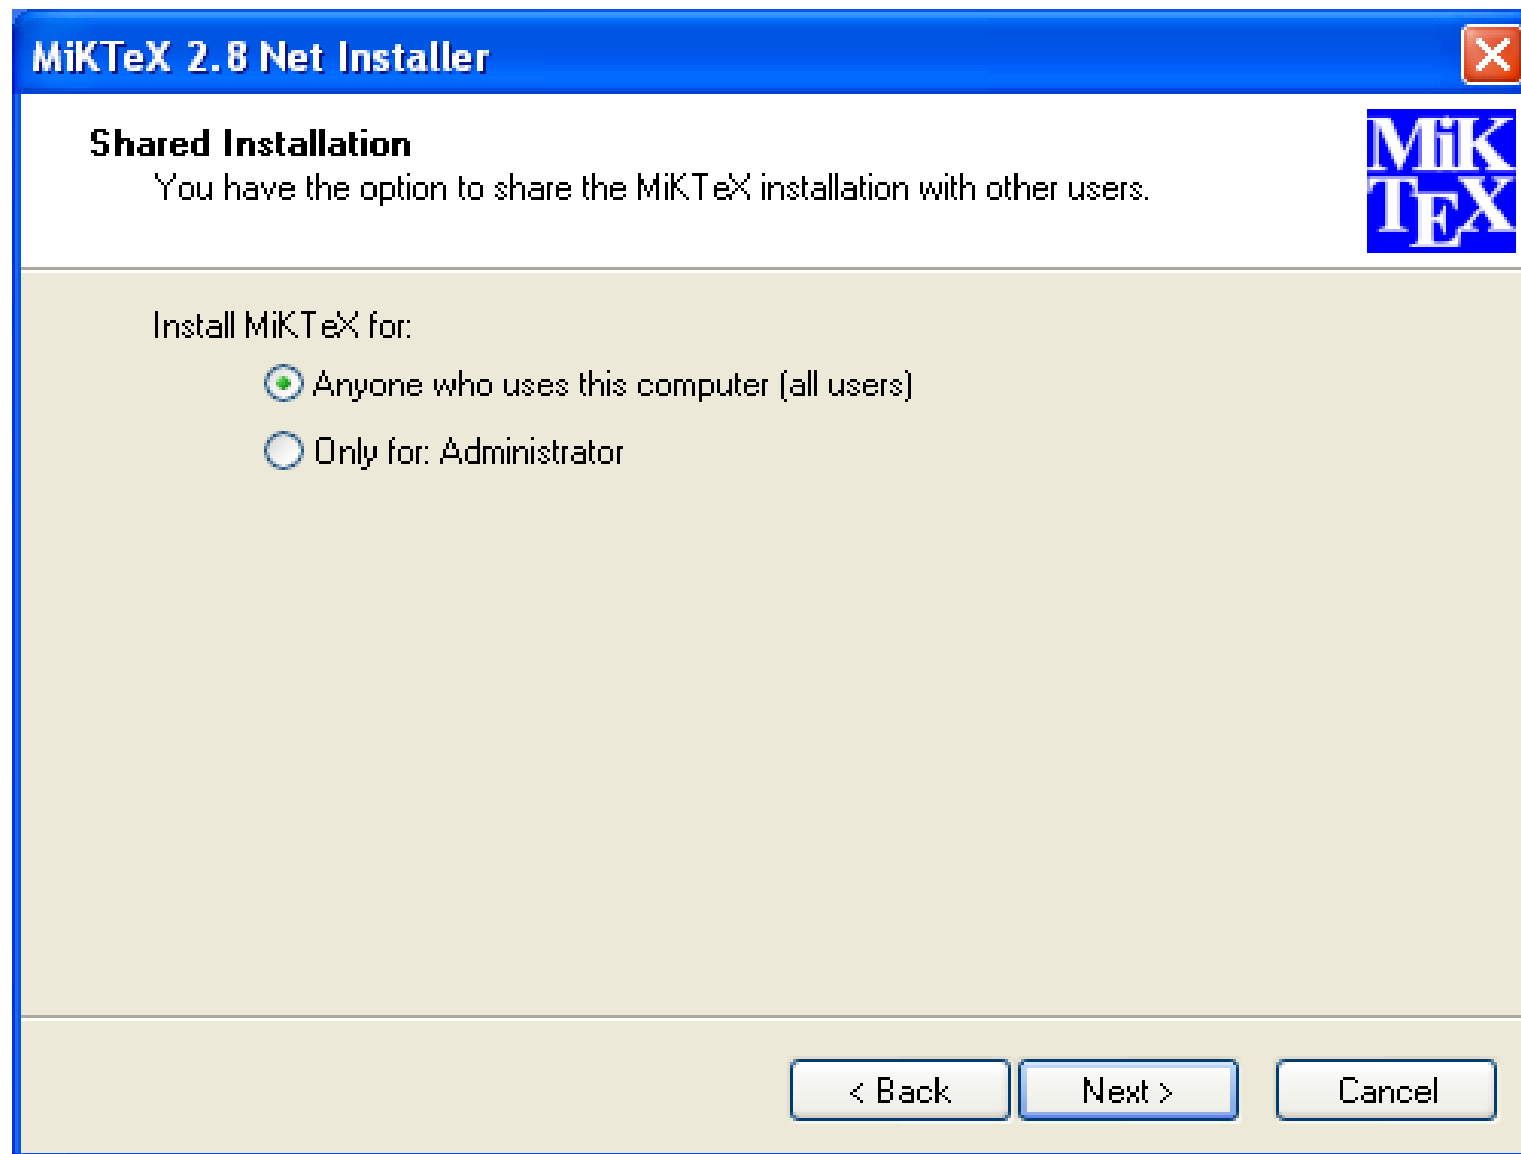 MiKTeX 2.8 Net Installer
Shared Installation
You have the option to share the MiKTeX installation with other users.
MiK
TEX
Install MiKTeX for:
Anyone who uses this computer (all users)
Only for: Administrator
< Back
Next >
Cancel